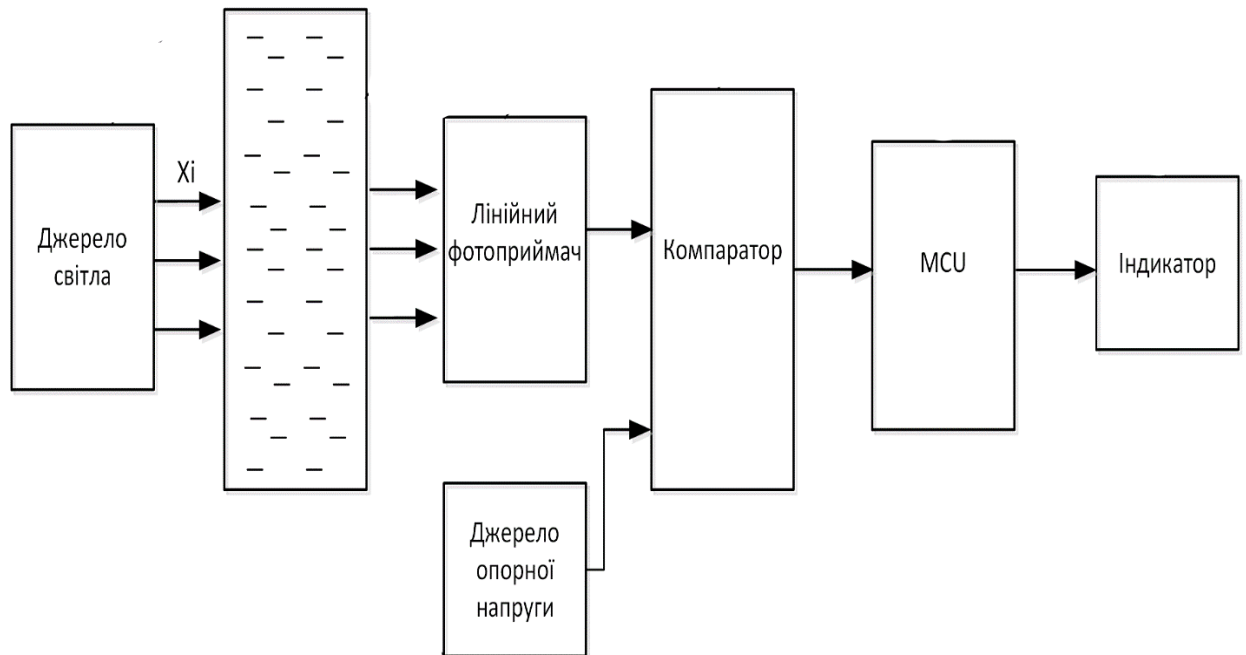 Джерело
світла
Xi
Лінійний
фотоприймач
Джерело
опорної
напруги
Компаратор
MCU
Індикатор